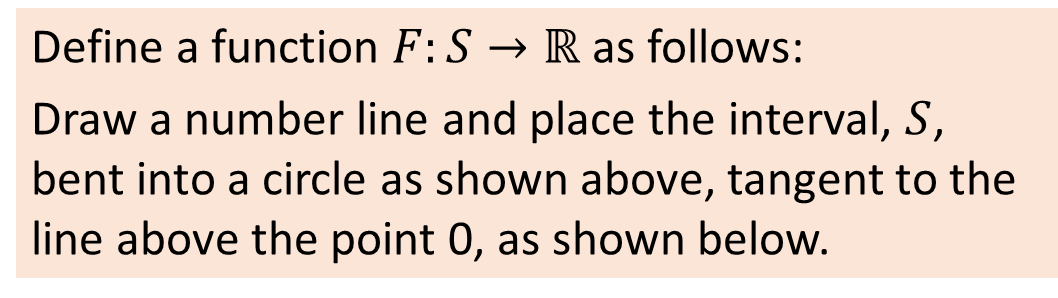 Define a function F: S → ℝ as follows:
Draw a number line and place the interval, S,
bent into a circle as shown above, tangent to the
line above the point 0, as shown below.